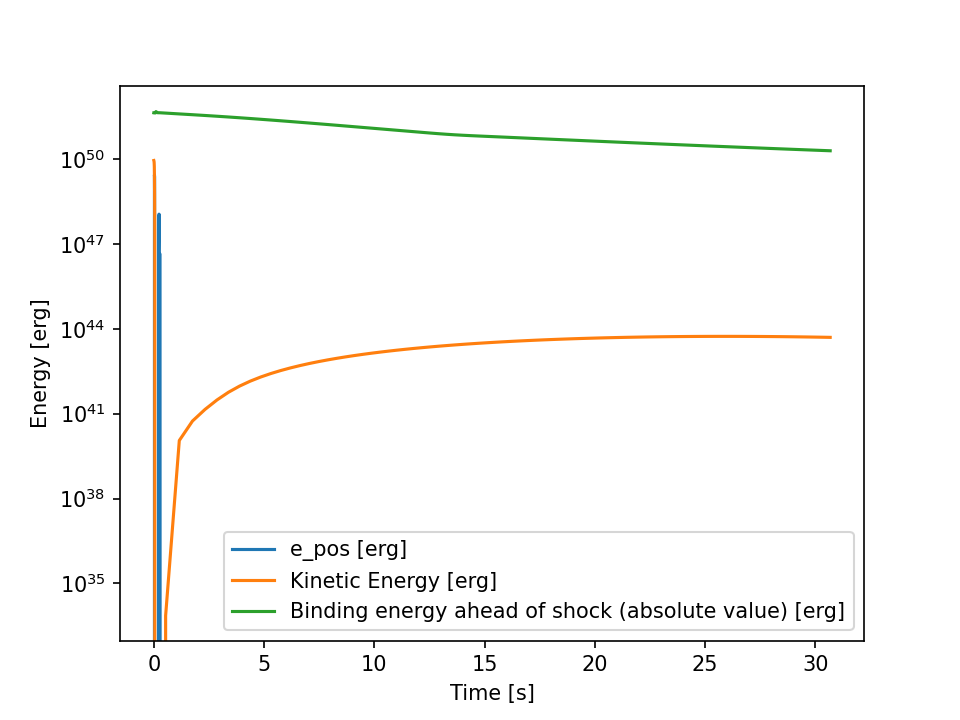 10^50
10^47
10^44
10^41
10^38
10^35
Energy [erg]
e_pos [erg]
Kinetic Energy [erg]
Binding energy ahead of shock (absolute value) [erg]
0 5 10 15 20 25 30
Time [s]